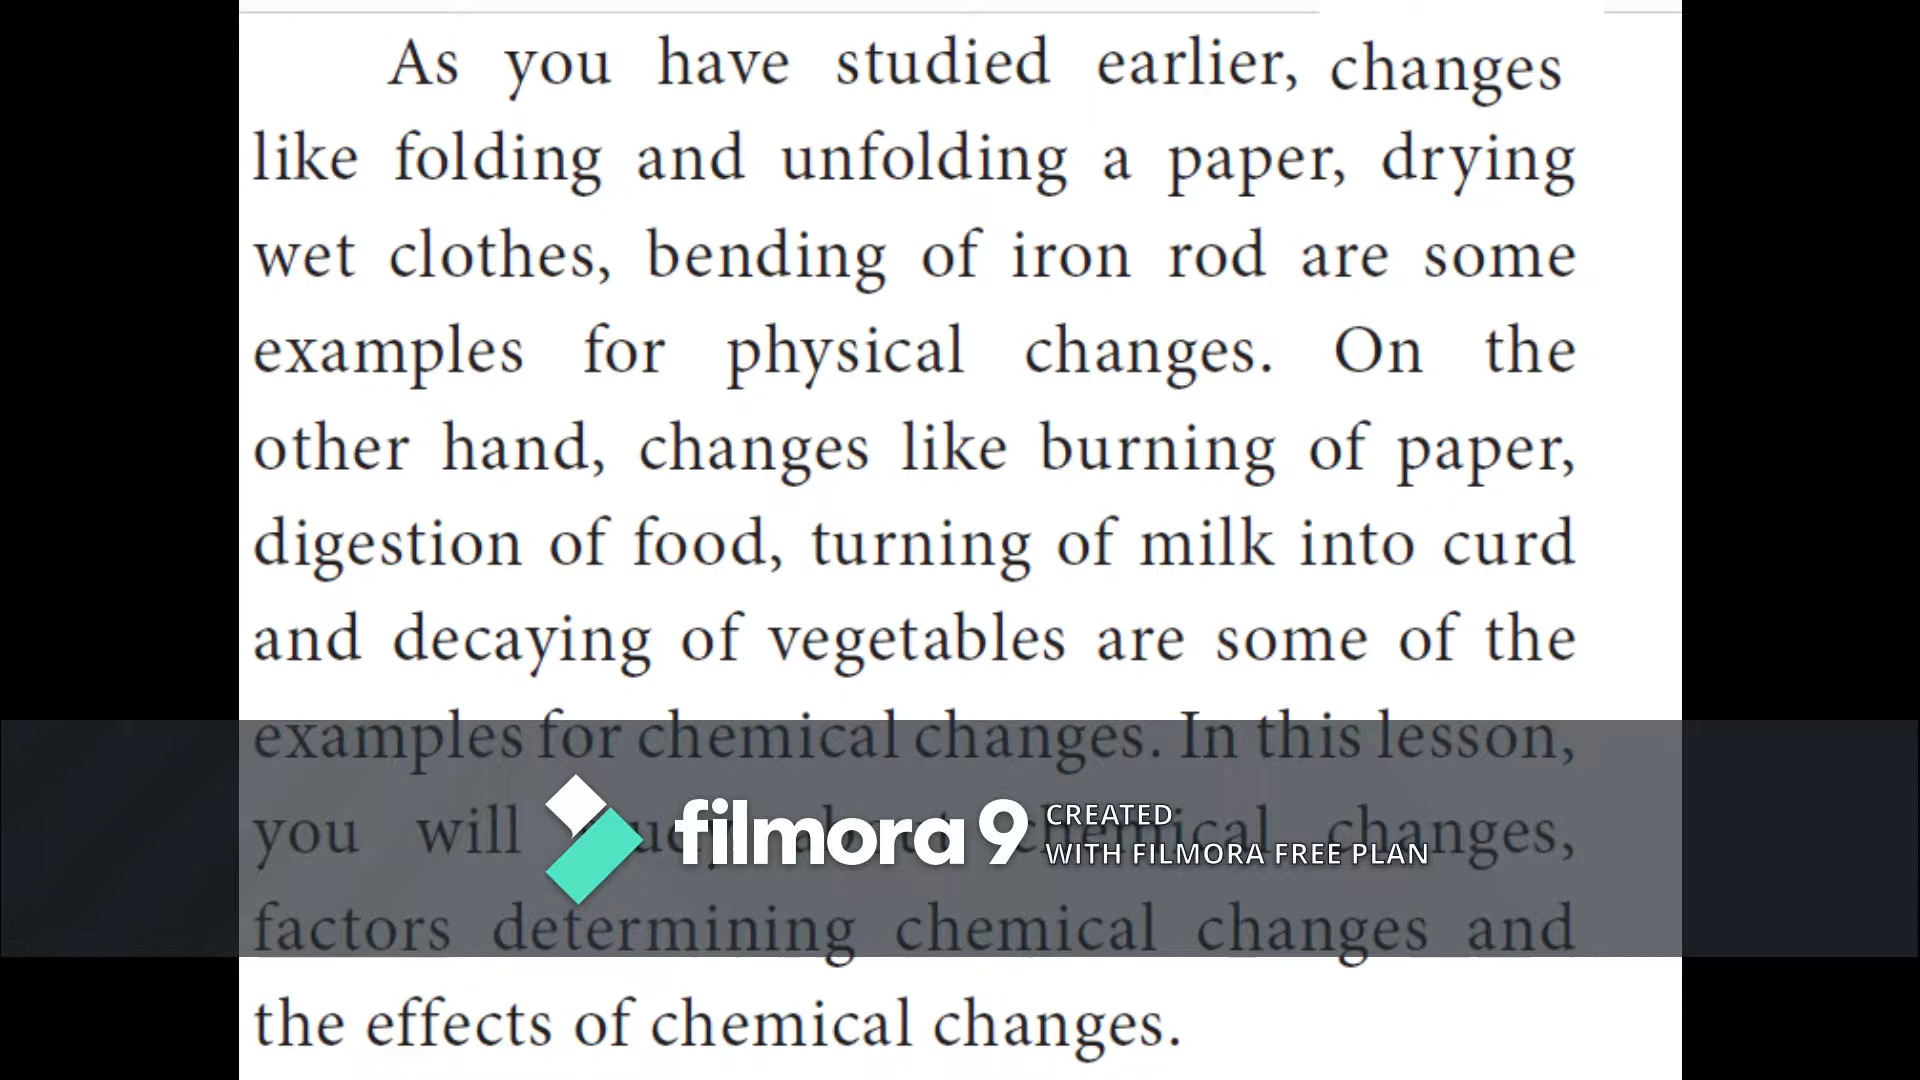 As you have studied earlier, changes
like folding and unfolding a paper, drying
wet clothes, bending of iron rod are some
examples for physical changes. On the
other hand, changes like burning of paper,
digestion of food, turning of milk into curd
and decaying of vegetables are some of the
examples for chemical changes. In this lesson,
you will study about chemical changes,
filmora 9
CREATED
WITH FILMORA FREE PLAN
factors determining chemical changes and
the effects of chemical changes.